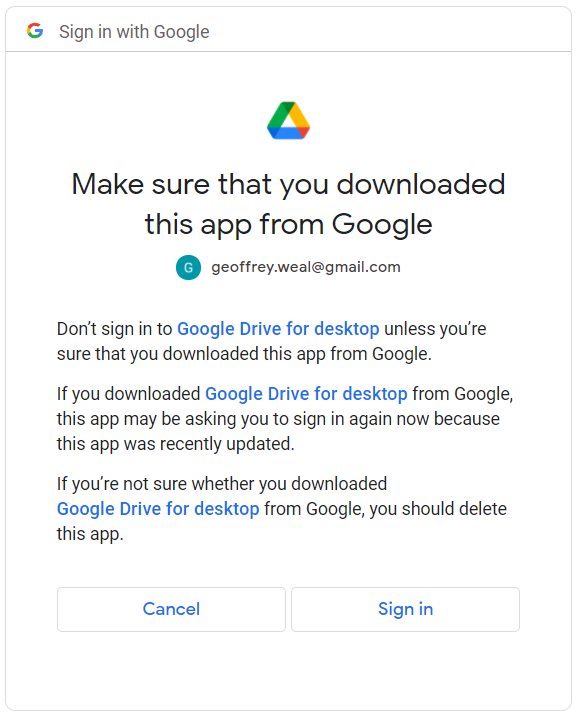 Sign in with Google
Make sure that you downloaded
this app from Google
G geoffrey.weal@gmail.com
Don’t sign in to Google Drive for desktop unless you’re
sure that you downloaded this app from Google.
If you downloaded Google Drive for desktop from Google,
this app may be asking you to sign in again now because
this app was recently updated.
If you’re not sure whether you downloaded
Google Drive for desktop from Google, you should delete
this app.
Cancel Sign in